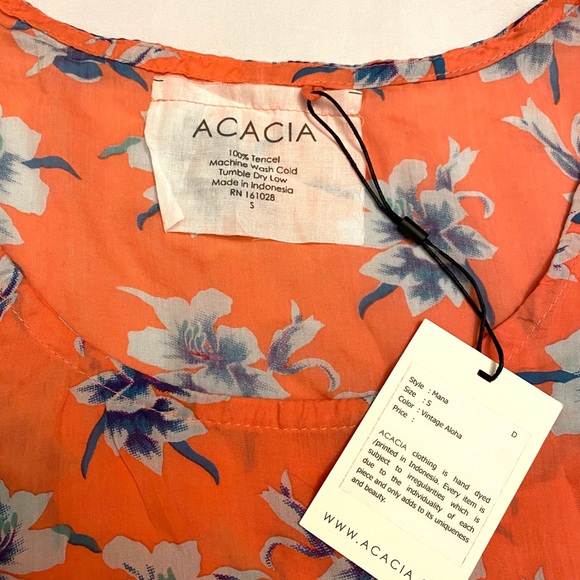 ACACIA
100% Tencel
Machine Wash Cold
Tumble Dry Low
Made in Indonesia
RN 161028
S
Style : Mana
Size : S
Color : Vintage Aloha
Price :
D
ACACIA clothing is hand dyed
/printed in Indonesia. Every item is
subject to irregularities which is
due to the individuality of each
piece and only adds to its uniqueness
and beauty.
WWW.ACACIA